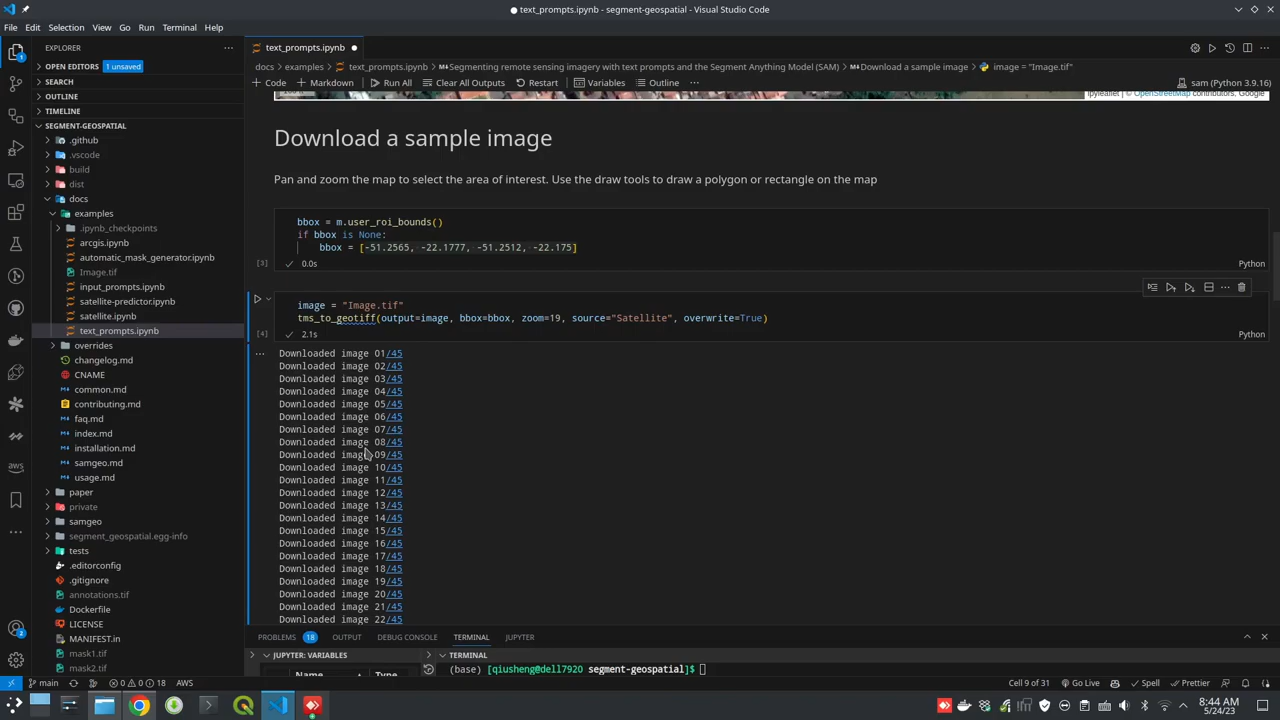 text_prompts.ipynb - segment-geospatial - Visual Studio Code
File Edit Selection View Go Run Terminal Help
EXPLORER
text_prompts.ipynb
OPEN EDITORS 1 unsaved
docs > examples > text_prompts.ipynb > Segmenting remote sensing imagery with text prompts and the Segment Anything Model (SAM) > Download a sample image > image = "Image.tif"
SEARCH
+ Code + Markdown Run All Clear All Outputs Restart Variables Outline ... sam (Python 3.9.16)
OUTLINE
ipyleaflet | © OpenStreetMap contributors, Google
TIMELINE
SEGMENT-GEOSPATIAL
.github
.vscode
build
dist
docs
examples
.ipynb_checkpoints
arcgis.ipynb
automatic_mask_generator.ipynb
Image.tif
input_prompts.ipynb
satellite-predictor.ipynb
satellite.ipynb
text_prompts.ipynb
overrides
changelog.md
CNAME
common.md
contributing.md
faq.md
index.md
installation.md
samgeo.md
usage.md
paper
private
samgeo
segment_geospatial.egg-info
tests
.editorconfig
.gitignore
annotations.tif
Dockerfile
LICENSE
MANIFEST.in
mask1.tif
mask2.tif
Download a sample image
Pan and zoom the map to select the area of interest. Use the draw tools to draw a polygon or rectangle on the map
bbox = m.user_roi_bounds()
if bbox is None:
bbox = [-51.2565, -22.1777, -51.2512, -22.175]
[3] 0.0s Python
image = "Image.tif"
tms_to_geotiff(output=image, bbox=bbox, zoom=19, source="Satellite", overwrite=True)
[4] 2.1s Python
Downloaded image 01/45
Downloaded image 02/45
Downloaded image 03/45
Downloaded image 04/45
Downloaded image 05/45
Downloaded image 06/45
Downloaded image 07/45
Downloaded image 08/45
Downloaded image 09/45
Downloaded image 10/45
Downloaded image 11/45
Downloaded image 12/45
Downloaded image 13/45
Downloaded image 14/45
Downloaded image 15/45
Downloaded image 16/45
Downloaded image 17/45
Downloaded image 18/45
Downloaded image 19/45
Downloaded image 20/45
Downloaded image 21/45
Downloaded image 22/45
PROBLEMS 18 OUTPUT DEBUG CONSOLE TERMINAL JUPYTER
JUPYTER: VARIABLES
TERMINAL
Name Type
(base) [qiusheng@dell7920 segment-geospatial]$
main 0 0 18 AWS Cell 9 of 31 Go Live Spell Prettier
8:44 AM
5/24/23